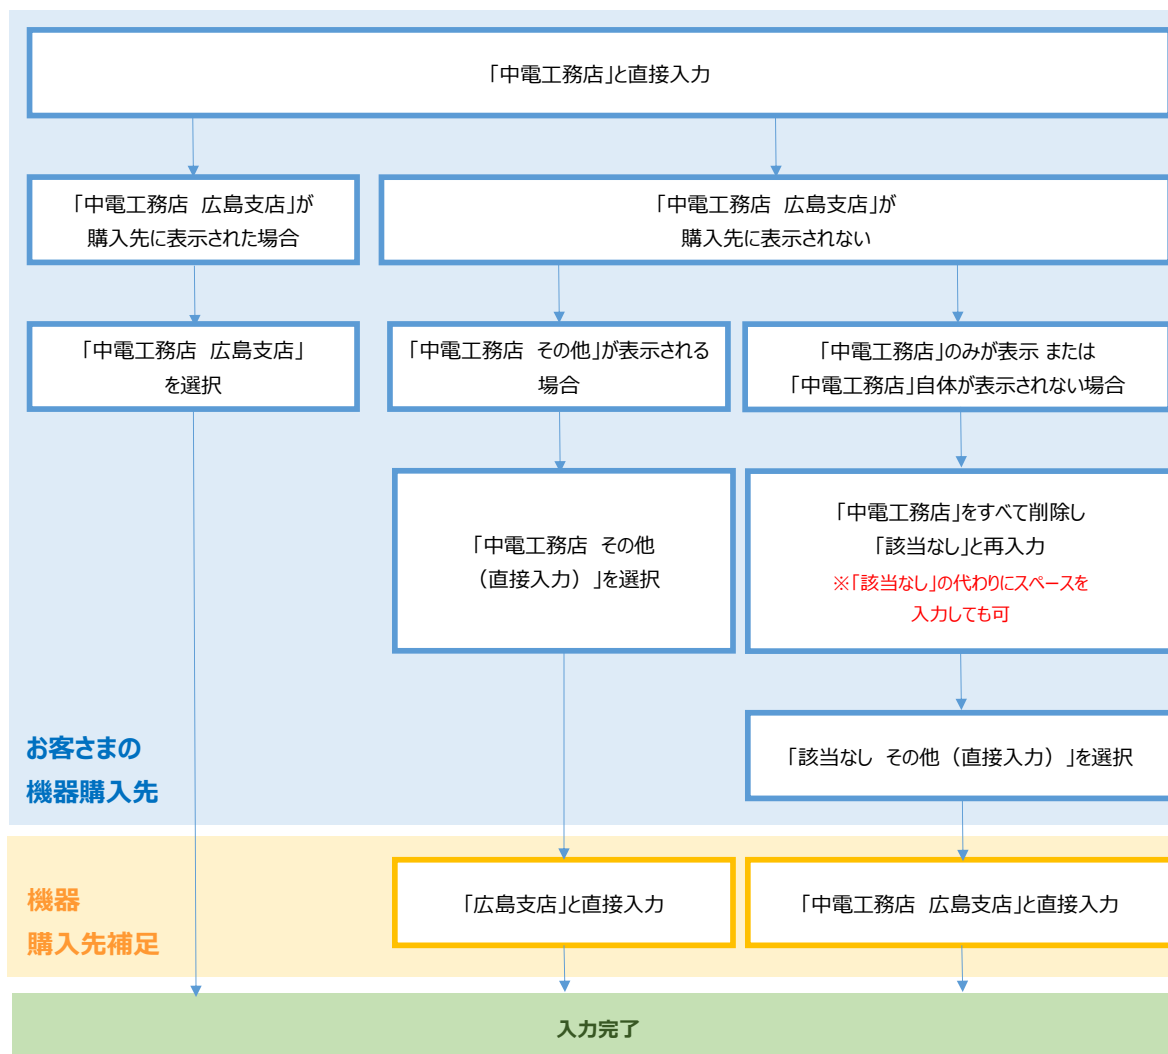 「中電工務店」と直接入力
「中電工務店 広島支店」が
購入先に表示された場合
「中電工務店 広島支店」が
購入先に表示されない
「中電工務店 広島支店」
を選択
「中電工務店 その他」が表示される
場合
「中電工務店」のみが表示 または
「中電工務店」自体が表示されない場合
「中電工務店 その他
（直接入力）」を選択
「中電工務店」をすべて削除し
「該当なし」と再入力
※「該当なし」の代わりにスペースを
入力しても可
「該当なし その他（直接入力）」を選択
お客さまの
機器購入先
機器
購入先補足
「広島支店」と直接入力
「中電工務店 広島支店」と直接入力
入力完了